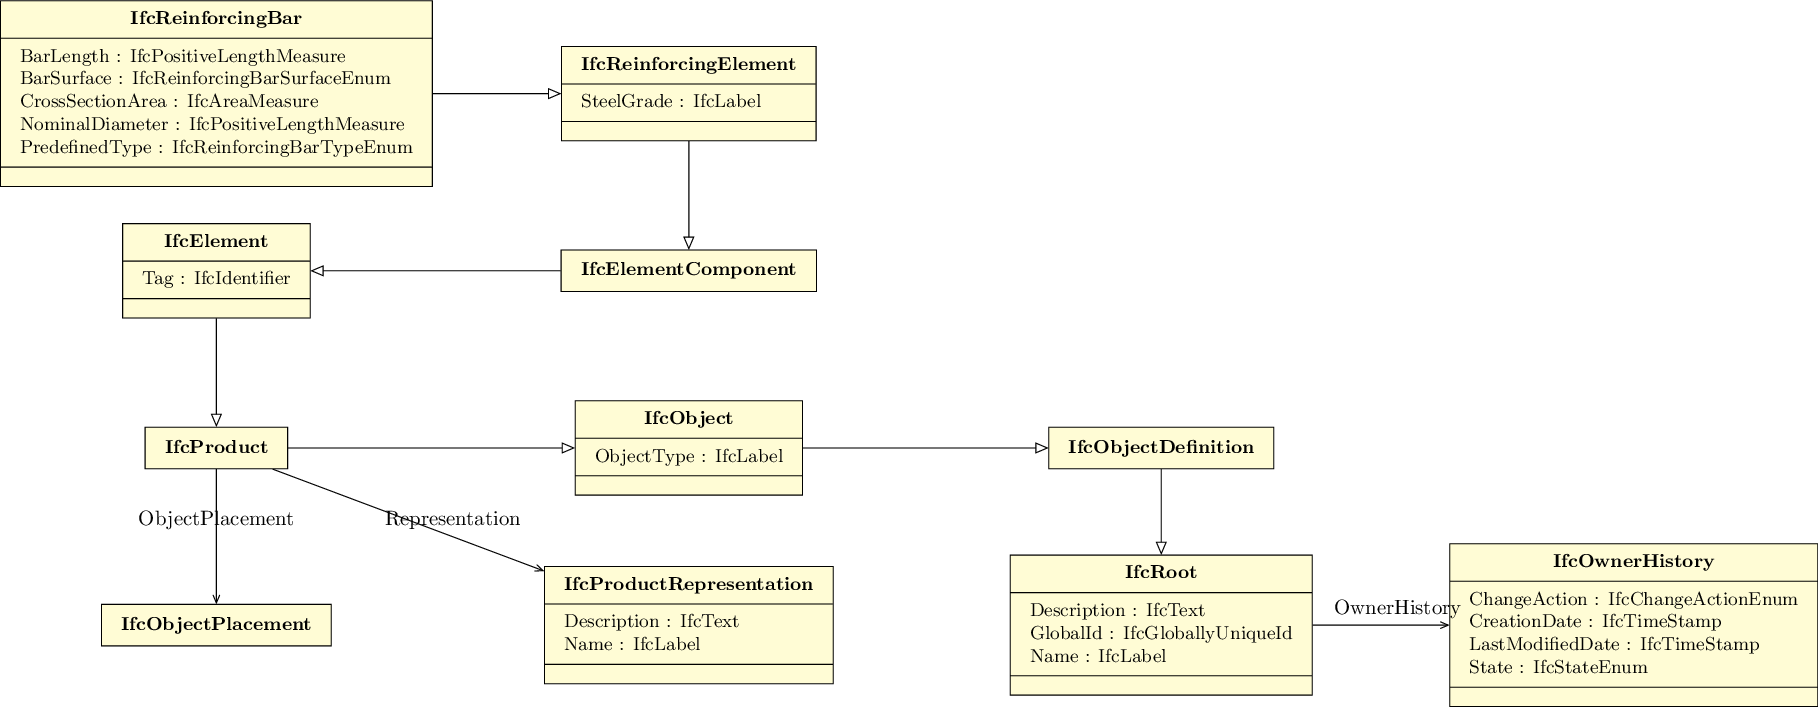 IfcReinforcingBar
BarLength : IfcPositiveLengthMeasure
BarSurface : IfcReinforcingBarSurfaceEnum
CrossSectionArea : IfcAreaMeasure
NominalDiameter : IfcPositiveLengthMeasure
PredefinedType : IfcReinforcingBarTypeEnum
IfcReinforcingElement
SteelGrade : IfcLabel
IfcElement
Tag : IfcIdentifier
IfcElementComponent
IfcProduct
IfcObject
ObjectType : IfcLabel
IfcObjectDefinition
ObjectPlacement
Representation
IfcObjectPlacement
IfcProductRepresentation
Description : IfcText
Name : IfcLabel
IfcRoot
Description : IfcText
GlobalId : IfcGloballyUniqueId
Name : IfcLabel
OwnerHistory
IfcOwnerHistory
ChangeAction : IfcChangeActionEnum
CreationDate : IfcTimeStamp
LastModifiedDate : IfcTimeStamp
State : IfcStateEnum